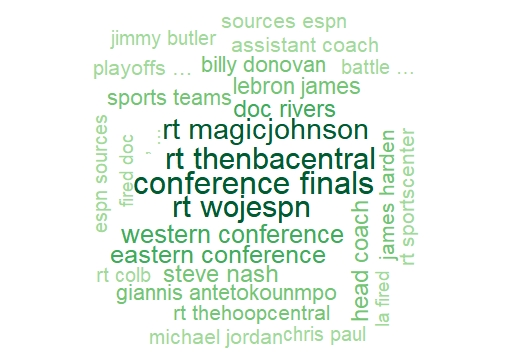 sources espn
jimmy butler
assistant coach
playoffs …
billy donovan
battle …
lebron james
sports teams
doc rivers
rt magicjohnson
rt thenbacentral
conference finals
rt wojespn
espn sources
fired doc
…
head coach
james harden
rt sportscenter
western conference
eastern conference
rt colb
steve nash
la fired
giannis antetokounmpo
rt thehoopcentral
michael jordan
chris paul